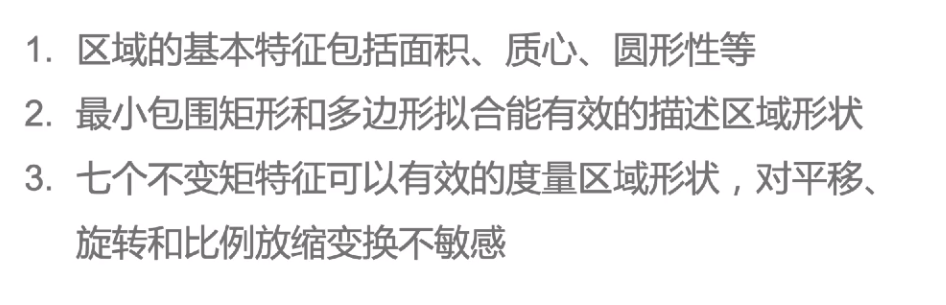 1. 区域的基本特征包括面积、质心、圆形性等
2. 最小包围矩形和多边形拟合能有效的描述区域形状
3. 七个不变矩特征可以有效的度量区域形状，对平移、
旋转和比例放缩变换不敏感